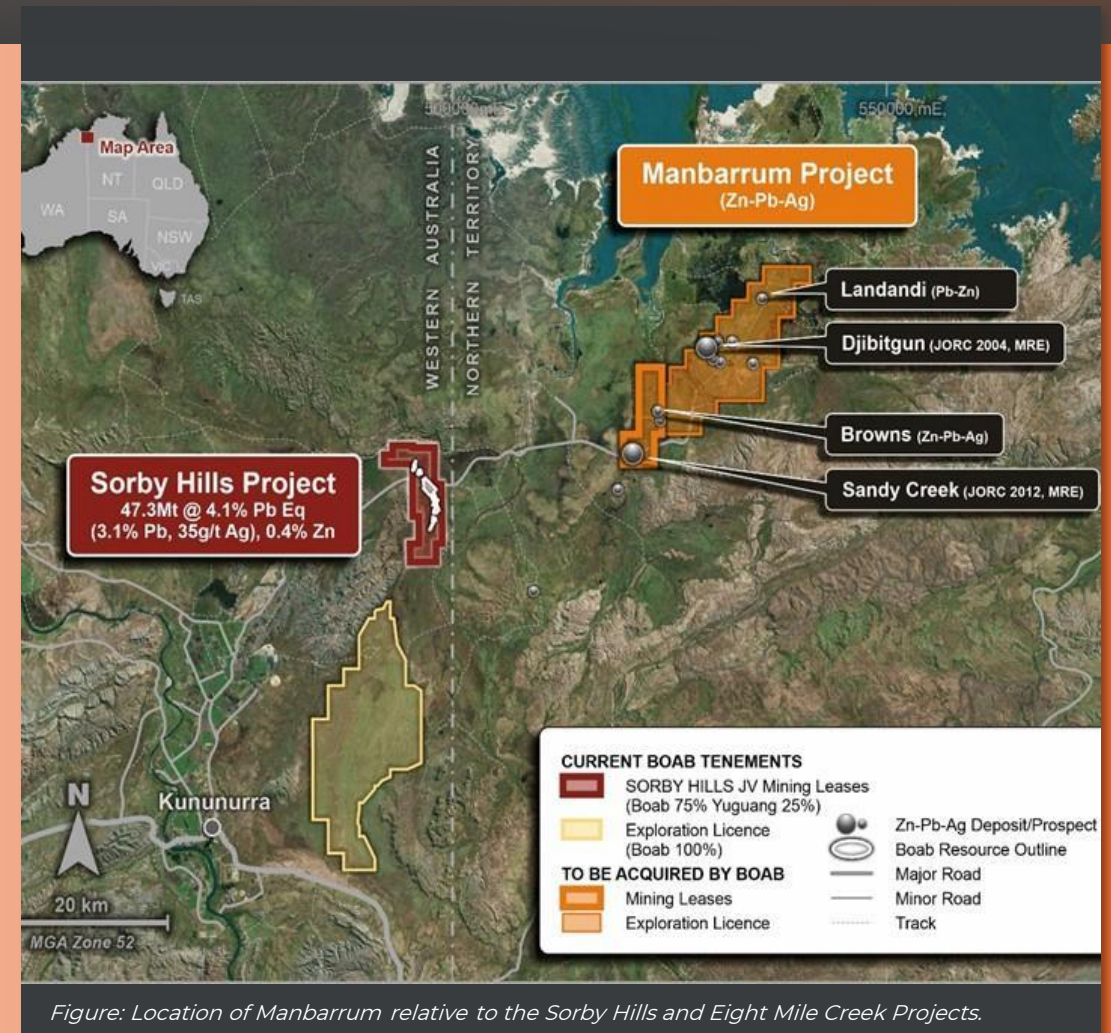 500000mE
550000 mE
Map Area
NT
QLD
WA
SA
NSW
VIC
TAS
WESTERN AUSTRALIA
NORTHERN TERRITORY
Manbarrum Project
(Zn-Pb-Ag)
Landandi (Pb-Zn)
Djibitgun (JORC 2004, MRE)
Browns (Zn-Pb-Ag)
Sandy Creek (JORC 2012, MRE)
Sorby Hills Project
47.3Mt @ 4.1% Pb Eq
(3.1% Pb, 35g/t Ag), 0.4% Zn
Kununurra
N
20 km
MGA Zone 52
CURRENT BOAB TENEMENTS
SORBY HILLS JV Mining Leases
(Boab 75% Yuguang 25%)
Exploration Licence
(Boab 100%)
TO BE ACQUIRED BY BOAB
Mining Leases
Exploration Licence
Zn-Pb-Ag Deposit/Prospect
Boab Resource Outline
Major Road
Minor Road
Track
Figure: Location of Manbarrum relative to the Sorby Hills and Eight Mile Creek Projects.